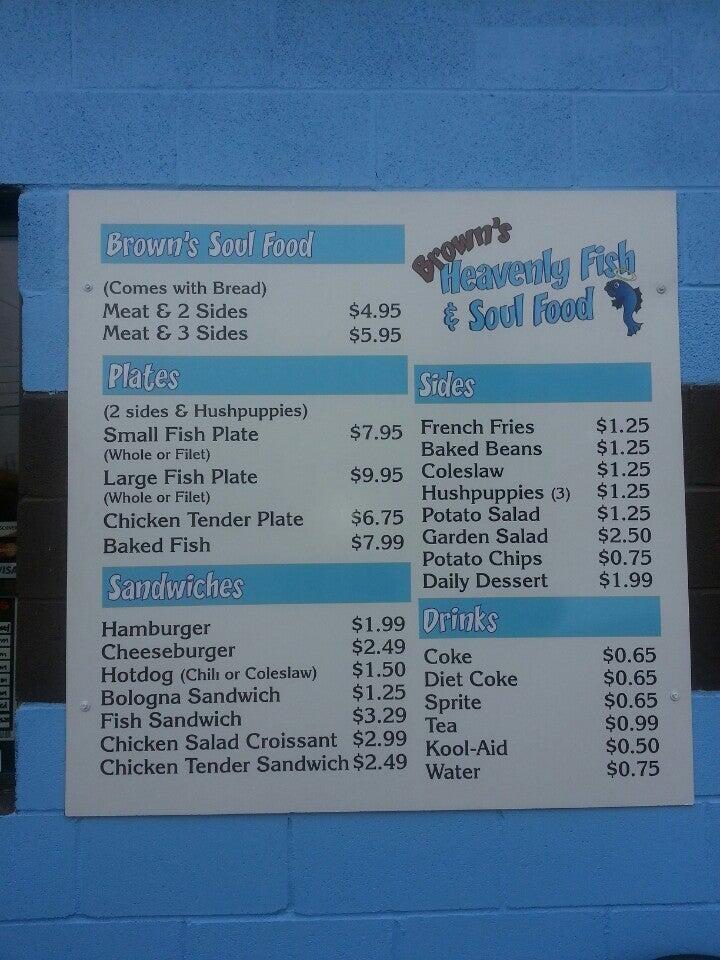 Brown's Soul Food
(Comes with Bread)
Meat & 2 Sides $4.95
Meat & 3 Sides $5.95
Plates
(2 sides & Hushpuppies)
Small Fish Plate $7.95
(Whole or Filet)
Large Fish Plate $9.95
(Whole or Filet)
Chicken Tender Plate $6.75
Baked Fish $7.99
Sandwiches
Hamburger $1.99
Cheeseburger $2.49
Hotdog (Chili or Coleslaw) $1.50
Bologna Sandwich $1.25
Fish Sandwich $3.29
Chicken Salad Croissant $2.99
Chicken Tender Sandwich $2.49
Brown's
Heavenly Fish
& Soul Food
Sides
French Fries $1.25
Baked Beans $1.25
Coleslaw $1.25
Hushpuppies (3) $1.25
Potato Salad $1.25
Garden Salad $2.50
Potato Chips $0.75
Daily Dessert $1.99
Drinks
Coke $0.65
Diet Coke $0.65
Sprite $0.65
Tea $0.99
Kool-Aid $0.50
Water $0.75